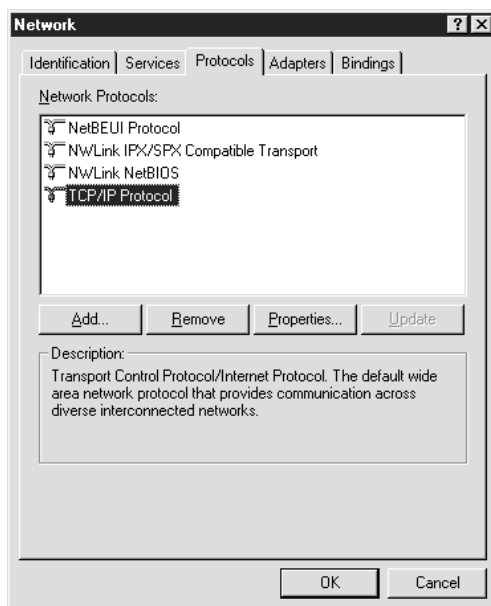 Network
Identification Services Protocols Adapters Bindings
Network Protocols:
NetBEUI Protocol
NWLink IPX/SPX Compatible Transport
NWLink NetBIOS
TCP/IP Protocol
Add... Remove Properties... Update
Description:
Transport Control Protocol/Internet Protocol. The default wide
area network protocol that provides communication across
diverse interconnected networks.
OK Cancel